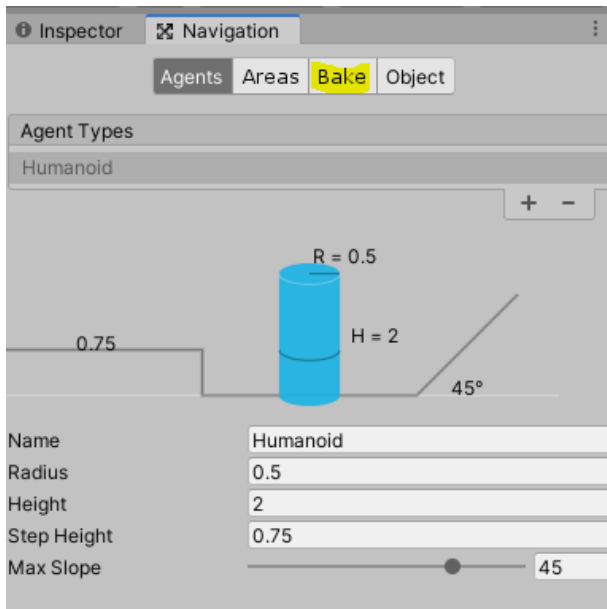 Inspector Navigation
Agents Areas Bake Object
Agent Types
Humanoid
+ -
R = 0.5
0.75
H = 2
45°
Name Humanoid
Radius 0.5
Height 2
Step Height 0.75
Max Slope 45